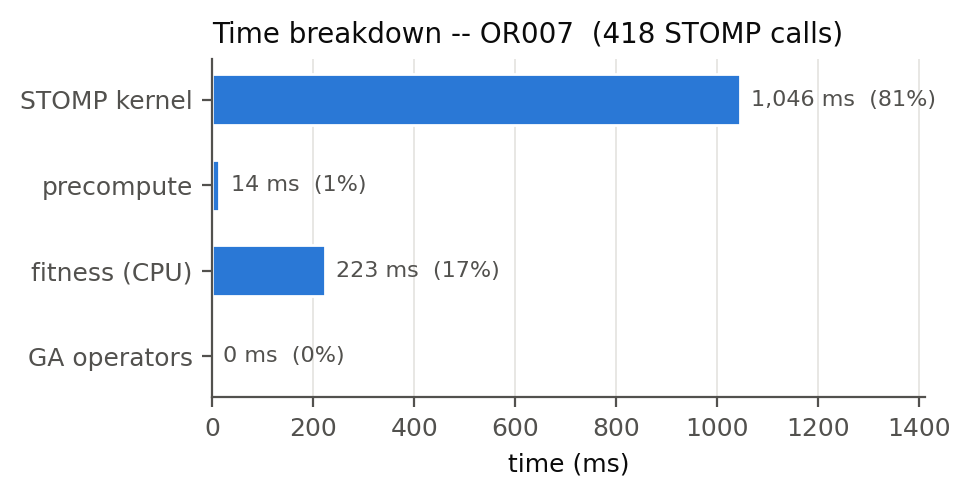 Time breakdown -- OR007  (418 STOMP calls)
STOMP kernel
1,046 ms  (81%)
precompute
14 ms  (1%)
fitness (CPU)
223 ms  (17%)
GA operators
0 ms  (0%)
0 200 400 600 800 1000 1200 1400
time (ms)